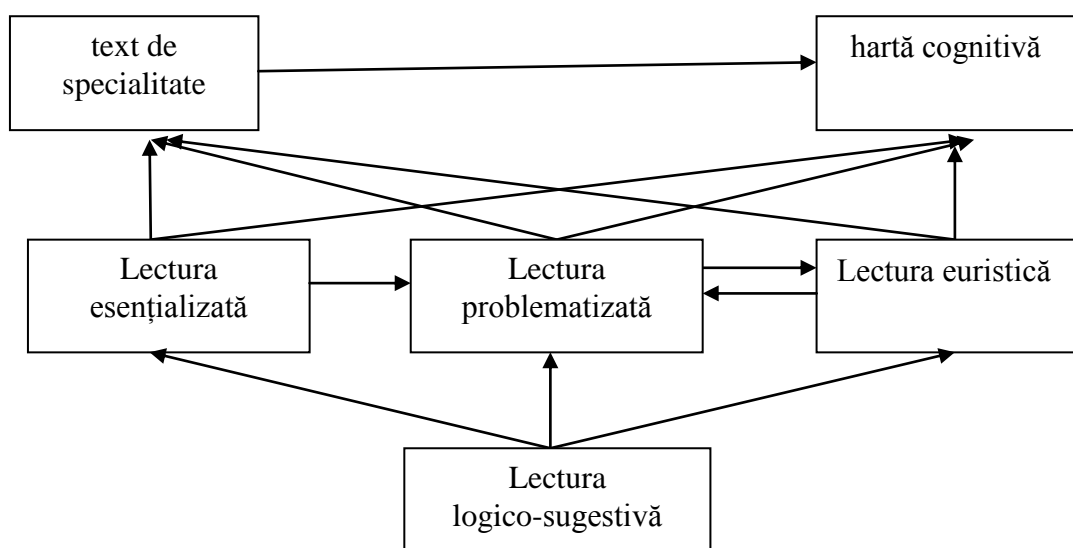 text de
specialitate
hartă cognitivă
Lectura
esențializată
Lectura
problematizată
Lectura euristică
Lectura
logico-sugestivă